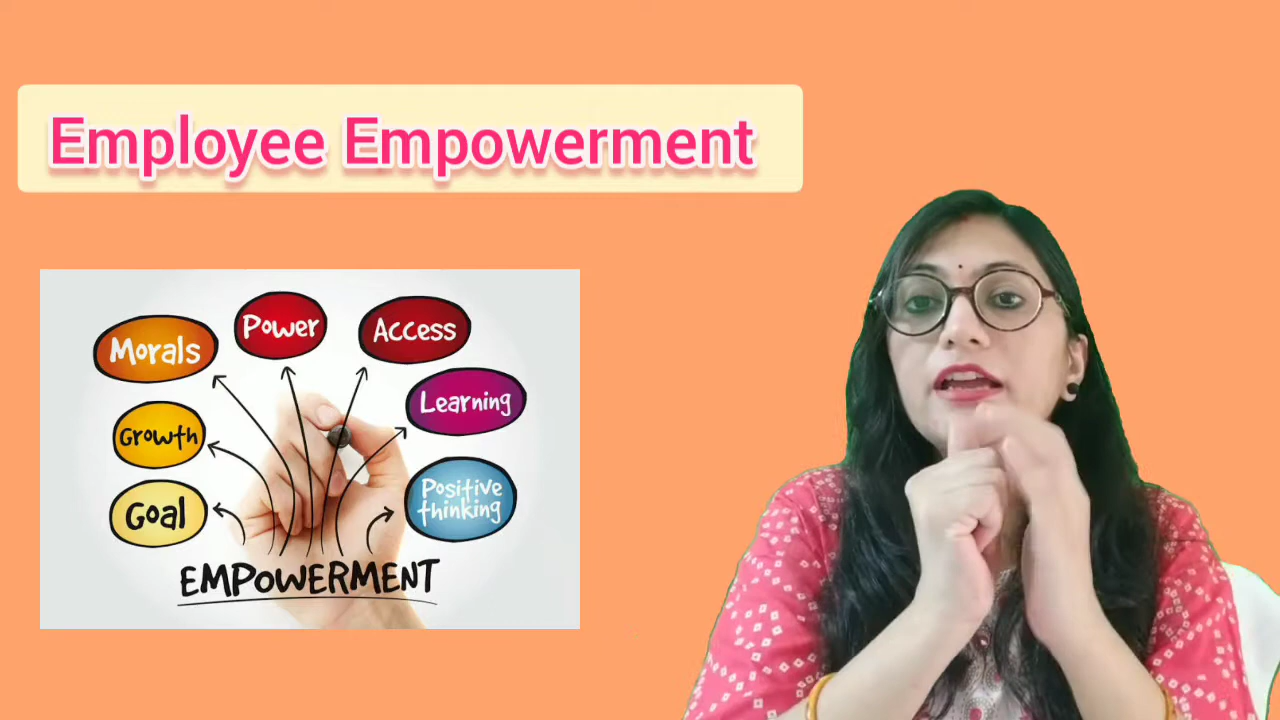 Employee Empowerment
Morals
Power
Access
Growth
Learning
Goal
Positive
thinking
EMPOWERMENT